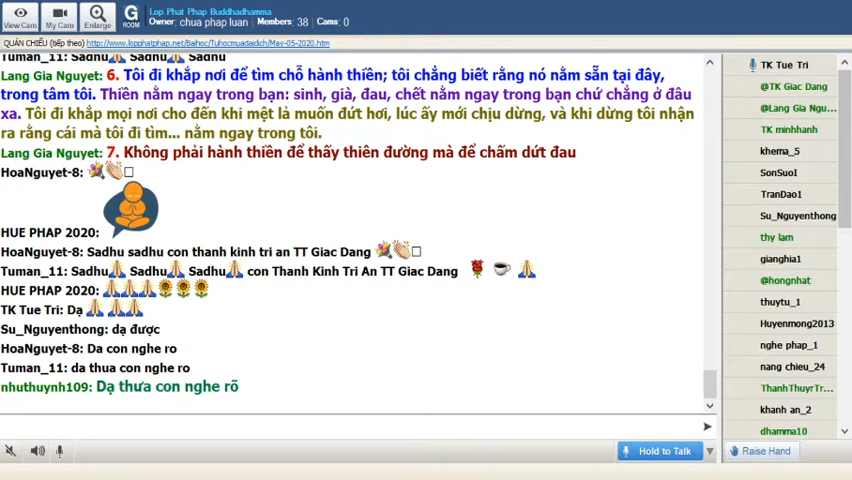 Lop Phat Phap Buddhadhamma
Owner: chua phap luan Members: 38 Cams: 0
View Cam My Cam Enlarge G ROOM
QUÁN CHIẾU (tiếp theo) http://www.lopphatphap.net/Baihoc/Tuhocmuadaidich/May-05-2020.htm
Tuman_11: Sadhu Sadhu Sadhu
Lang Gia Nguyet: 6. Tôi đi khắp nơi để tìm chỗ hành thiền; tôi chẳng biết rằng nó nằm sẵn tại đây,
trong tâm tôi. Thiền nằm ngay trong bạn: sinh, già, đau, chết nằm ngay trong bạn chứ chẳng ở đâu
xa. Tôi đi khắp mọi nơi cho đến khi mệt lả muốn đứt hơi, lúc ấy mới chịu dừng, và khi dừng tôi nhận
ra rằng cái mà tôi đi tìm... nằm ngay trong tôi.
Lang Gia Nguyet: 7. Không phải hành thiền để thấy thiên đường mà để chấm dứt đau
HoaNguyet-8:
HUE PHAP 2020:
HoaNguyet-8: Sadhu sadhu con thanh kinh tri an TT Giac Dang
Tuman_11: Sadhu Sadhu Sadhu con Thanh Kinh Tri An TT Giac Dang
HUE PHAP 2020:
TK Tue Tri: Dạ
Su_Nguyenthong: dạ được
HoaNguyet-8: Da con nghe ro
Tuman_11: da thua con nghe ro
nhuthuynh109: Dạ thưa con nghe rõ
Hold to Talk
TK Tue Tri
@TK Giac Dang
@Lang Gia Ngu...
TK minhhanh
khema_5
SonSuoI
TranDao1
Su_Nguyenthong
thy lam
gianghia1
@hongnhat
thuytu_1
Huyenmong2013
nghe phap_1
nang chieu_24
ThanhThuyrTr...
khanh an_2
dhamma10
Raise Hand